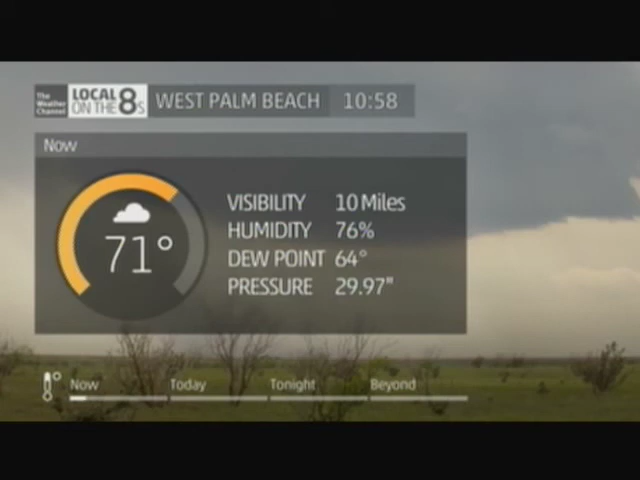 The Weather Channel LOCAL ON THE 8s WEST PALM BEACH 10:58
Now
71°
VISIBILITY 10 Miles
HUMIDITY 76%
DEW POINT 64°
PRESSURE 29.97"
Now Today Tonight Beyond